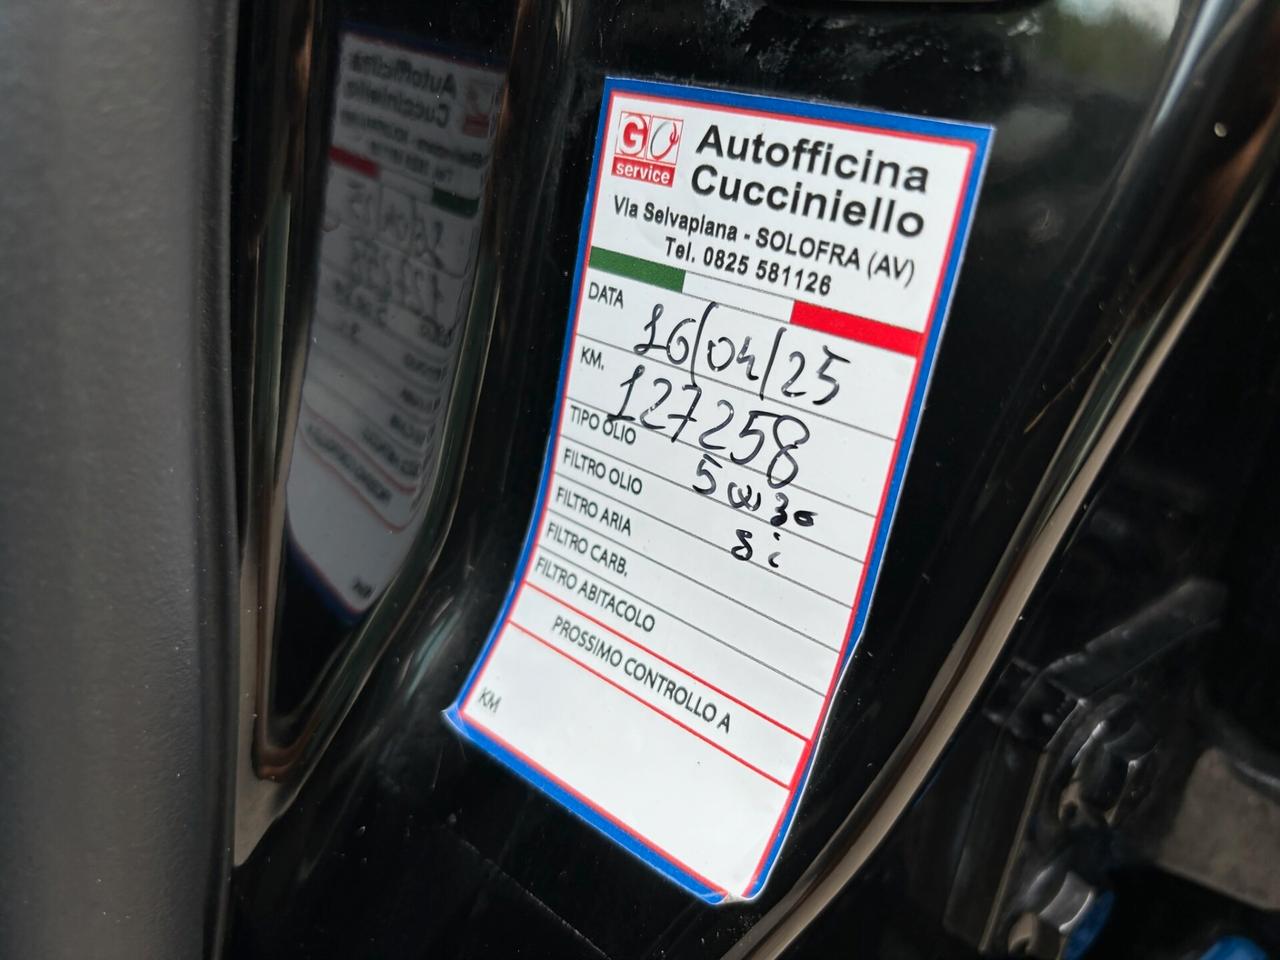 GO
service
Autofficina
Cucciniello
Via Selvapiana - SOLOFRA (AV)
Tel. 0825 581126
DATA 16/04/25
KM. 127258
TIPO OLIO 5w30
FILTRO OLIO si
FILTRO ARIA
FILTRO CARB.
FILTRO ABITACOLO
PROSSIMO CONTROLLO A
KM